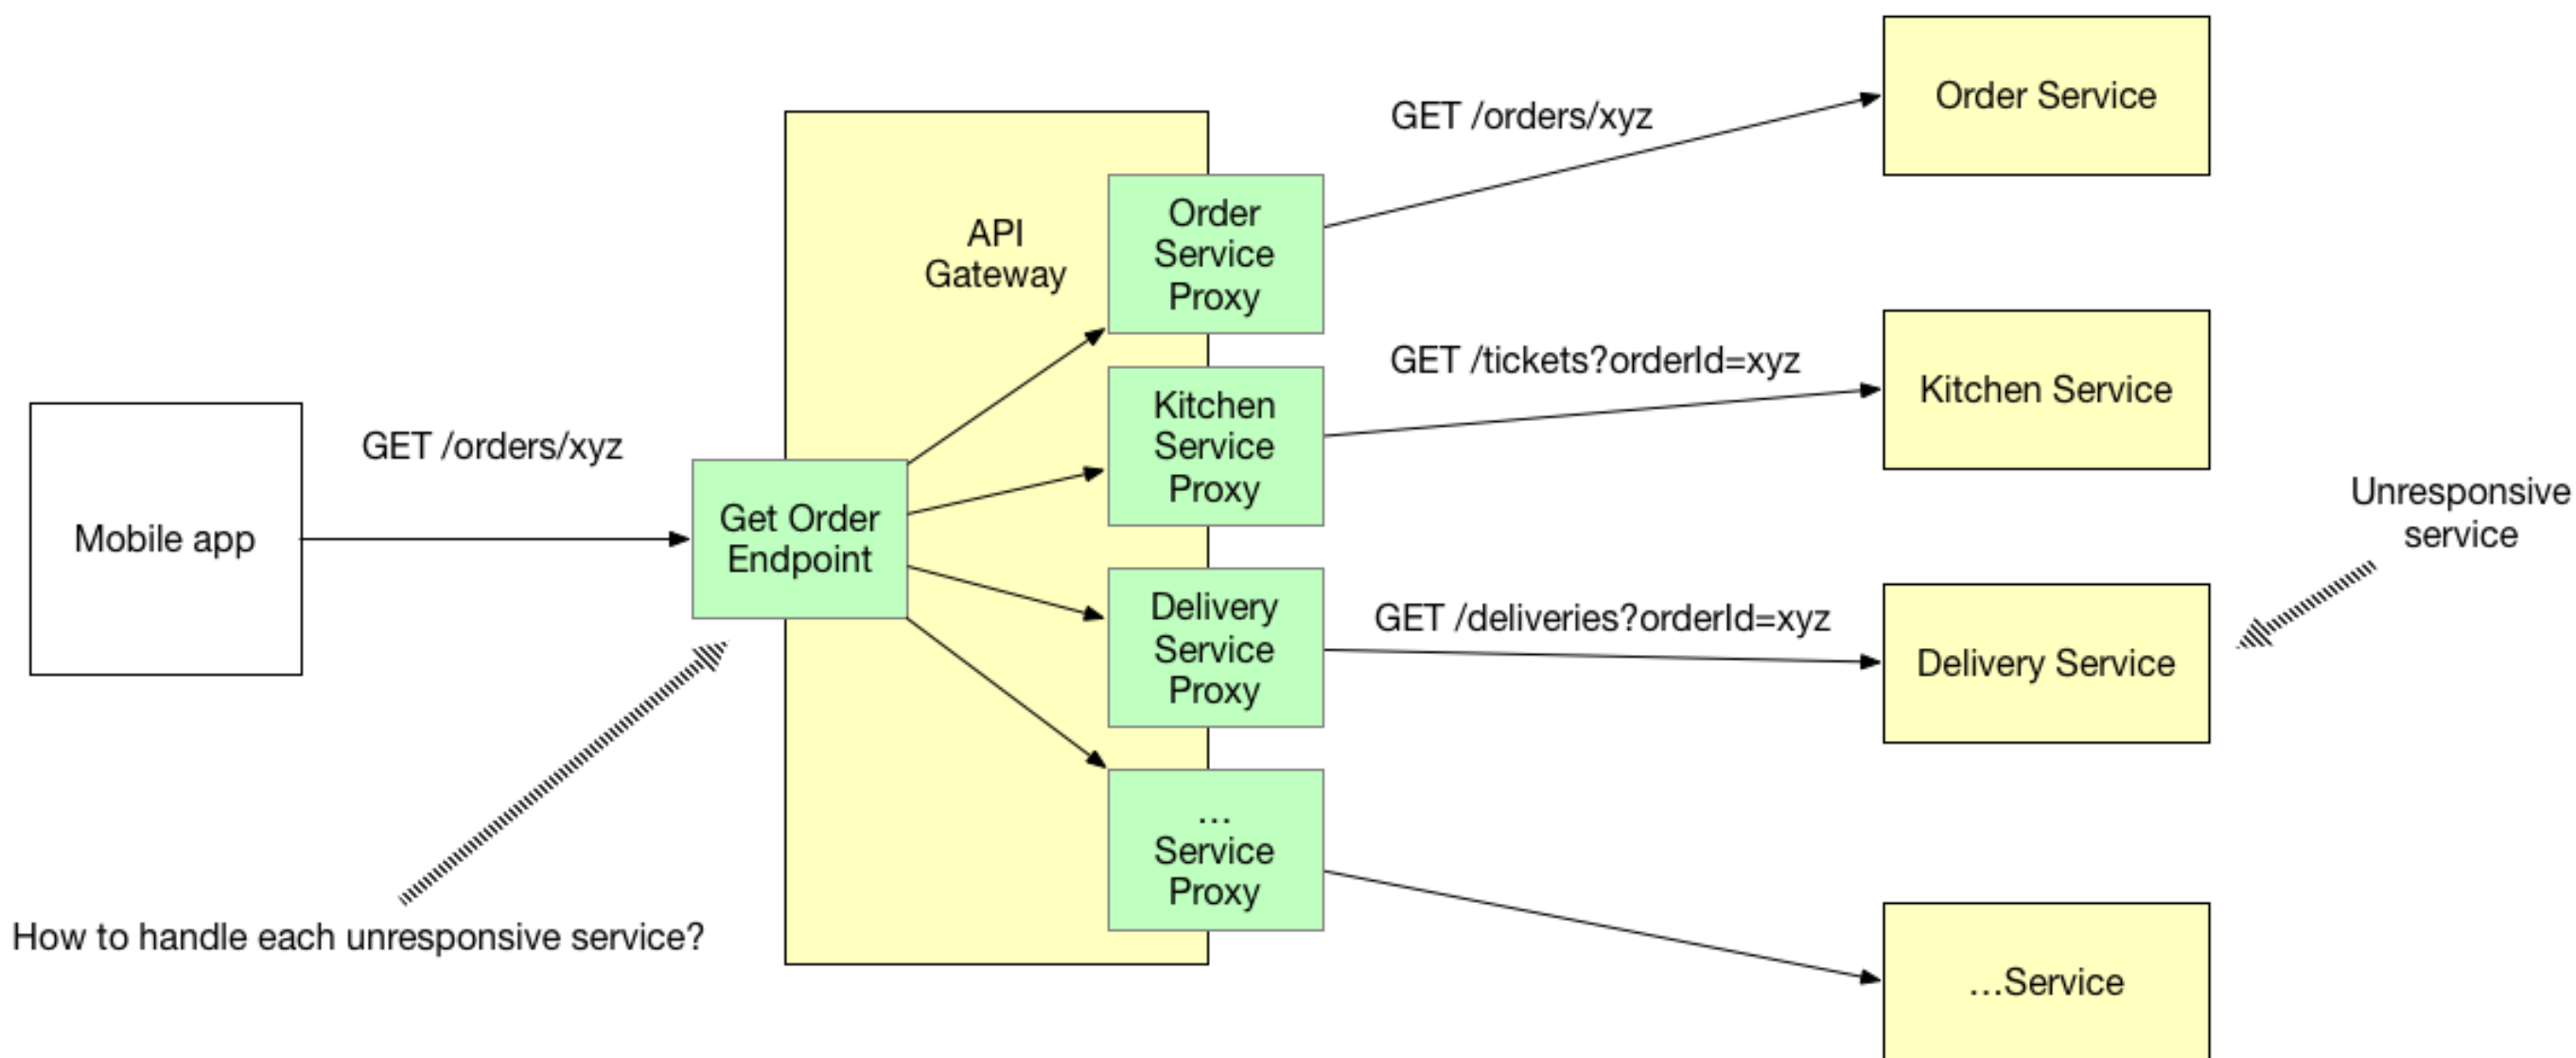 Order Service
GET /orders/xyz
Order
Service
Proxy
API
Gateway
GET /tickets?orderId=xyz
Kitchen Service
Kitchen
Service
Proxy
GET /orders/xyz
Mobile app
Get Order
Endpoint
Unresponsive
service
Delivery
Service
Proxy
GET /deliveries?orderId=xyz
Delivery Service
...
Service
Proxy
How to handle each unresponsive service?
...Service